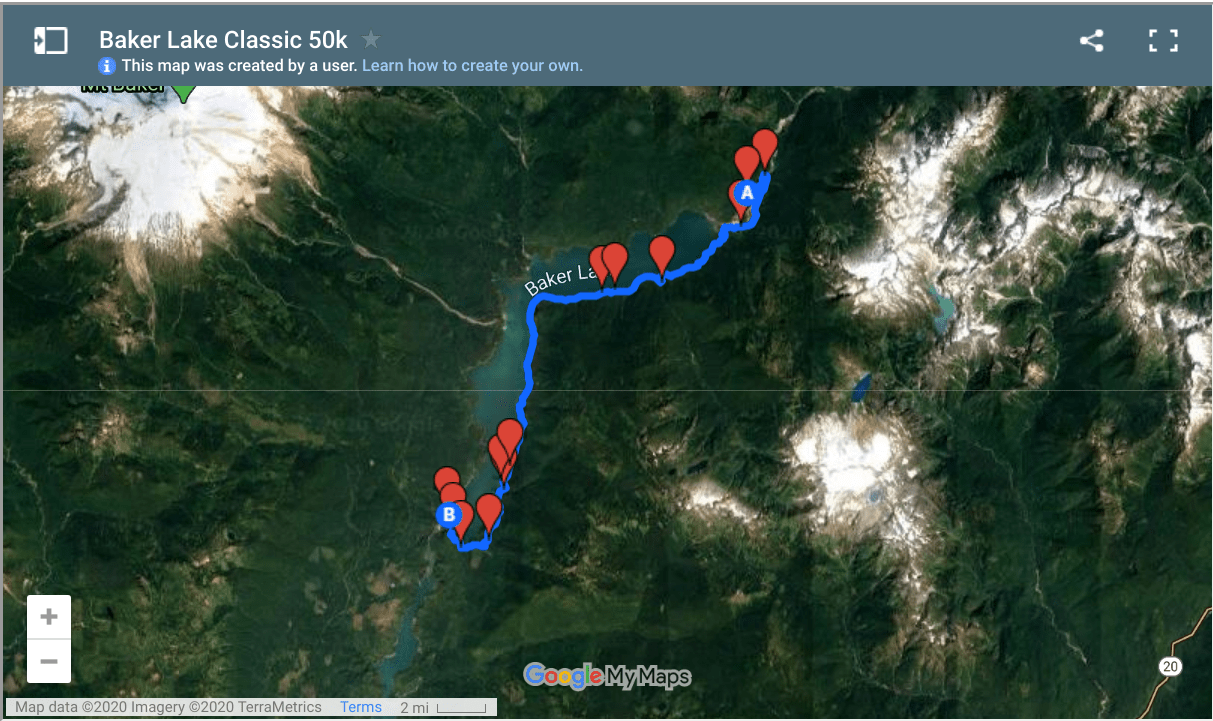 Baker Lake Classic 50k
This map was created by a user. Learn how to create your own.
Mt Baker
A
Baker La
B
20
Google My Maps
Map data ©2020 Imagery ©2020 TerraMetrics Terms 2 mi